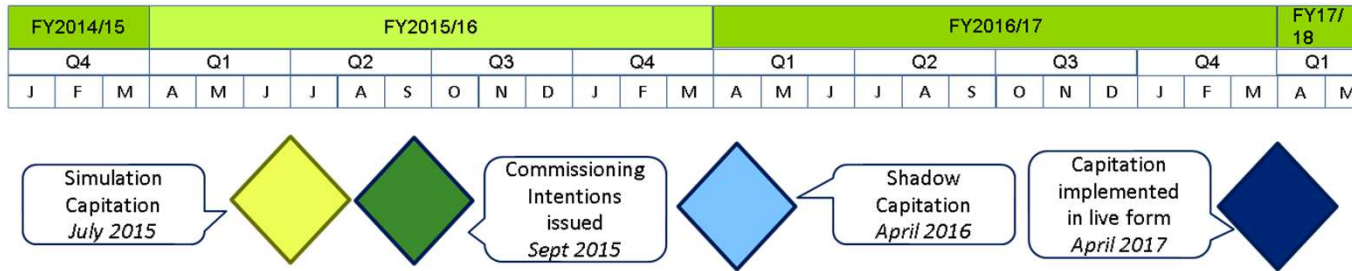 FY2014/15 FY2015/16 FY2016/17 FY17/
18
Q4 Q1 Q2 Q3 Q4 Q1 Q2 Q3 Q4 Q1
J F M A M J J A S O N D J F M A M J J A S O N D J F M A M
Simulation
Capitation
July 2015
Commissioning
Intentions
issued
Sept 2015
Shadow
Capitation
April 2016
Capitation
implemented
in live form
April 2017